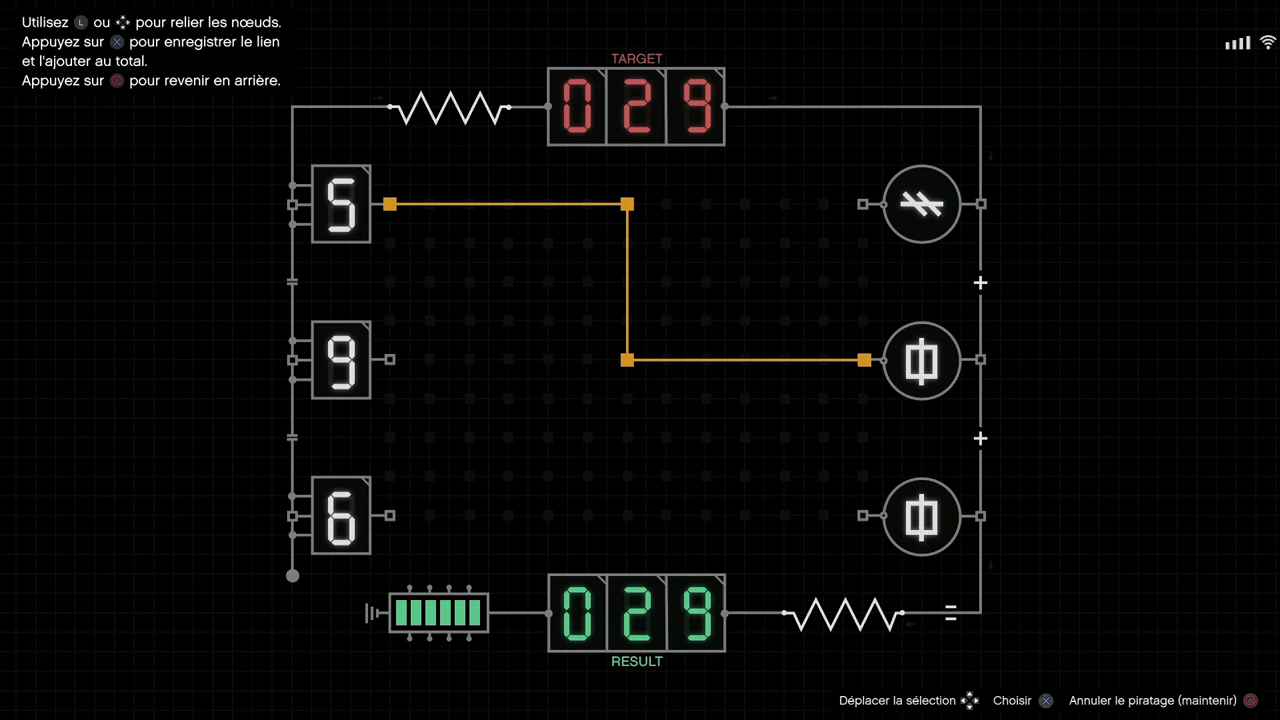 Utilisez L ou pour relier les nœuds.
Appuyez sur pour enregistrer le lien
et l'ajouter au total.
Appuyez sur pour revenir en arrière.
TARGET
029
5
9
6
+
+
=
029
RESULT
Déplacer la sélection Choisir Annuler le piratage (maintenir)